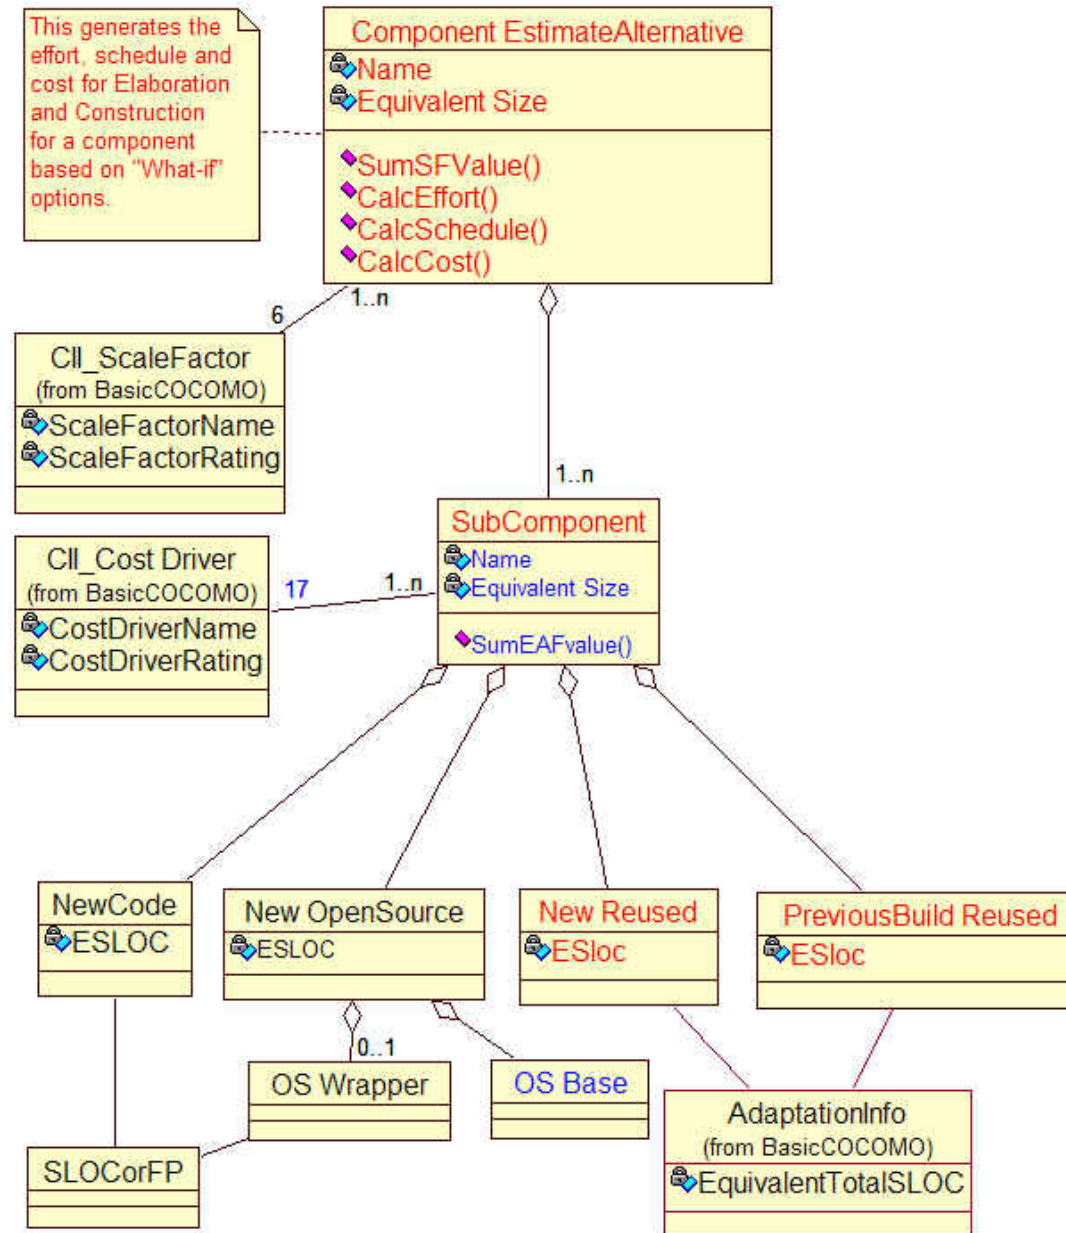 This generates the
effort, schedule and
cost for Elaboration
and Construction
for a component
based on "What-if"
options.
Component EstimateAlternative
Name
Equivalent Size
SumSFValue()
CalcEffort()
CalcSchedule()
CalcCost()
1..n
6
CII_ScaleFactor
(from BasicCOCOMO)
ScaleFactorName
ScaleFactorRating
1..n
SubComponent
Name
Equivalent Size
SumEAFvalue()
CII_Cost Driver
(from BasicCOCOMO)
CostDriverName
CostDriverRating
17
1..n
NewCode
ESLOC
New OpenSource
ESLOC
New Reused
ESloc
PreviousBuild Reused
ESloc
0..1
OS Wrapper
OS Base
SLOCorFP
AdaptationInfo
(from BasicCOCOMO)
EquivalentTotalSLOC